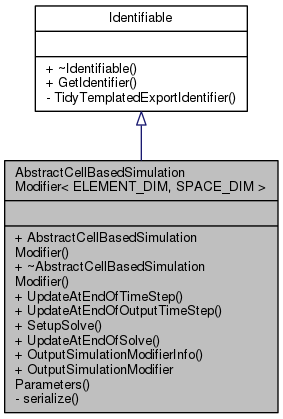 Identifiable
+ ~Identifiable()
+ GetIdentifier()
- TidyTemplatedExportIdentifier()
AbstractCellBasedSimulation
Modifier< ELEMENT_DIM, SPACE_DIM >
+ AbstractCellBasedSimulation
Modifier()
+ ~AbstractCellBasedSimulation
Modifier()
+ UpdateAtEndOfTimeStep()
+ UpdateAtEndOfOutputTimeStep()
+ SetupSolve()
+ UpdateAtEndOfSolve()
+ OutputSimulationModifierInfo()
+ OutputSimulationModifier
Parameters()
- serialize()